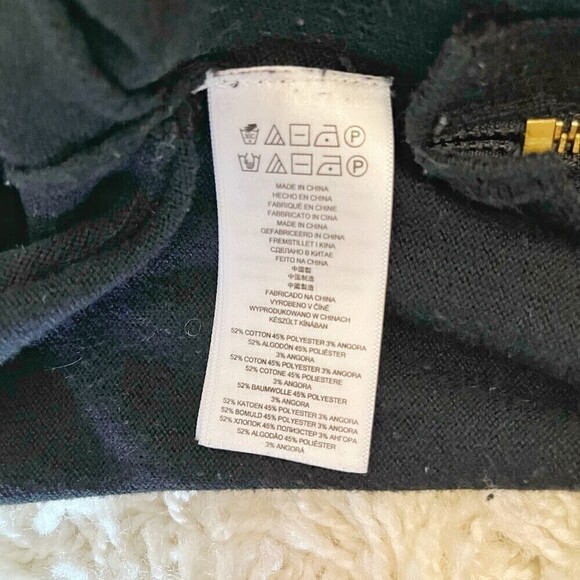 P
P
MADE IN CHINA
HECHO EN CHINA
FABRIQUÉ EN CHINE
FABBRICATO IN CINA
MADE IN CHINA
GEFABRICEERD IN CHINA
FREMSTILLET I KINA
СДЕЛАНО В КИТАЕ
FEITO NA CHINA
中国製
中国制造
中國製造
FABRICADO NA CHINA
VYROBENO V ČÍNĚ
WYPRODUKOWANO W CHINACH
KÉSZÜLT KÍNÁBAN
52% COTTON 45% POLYESTER 3% ANGORA
52% ALGODÓN 45% POLIÉSTER
3% ANGORA
52% COTON 45% POLYESTER 3% ANGORA
52% COTONE 45% POLIESTERE
3% ANGORA
52% BAUMWOLLE 45% POLYESTER
3% ANGORA
52% KATOEN 45% POLYESTER 3% ANGORA
52% BOMULD 45% POLYESTER 3% ANGORA
52% ХЛОПОК 45% ПОЛИЭСТЕР 3% АНГОРА
52% ALGODÃO 45% POLIÉSTER
3% ANGORÁ